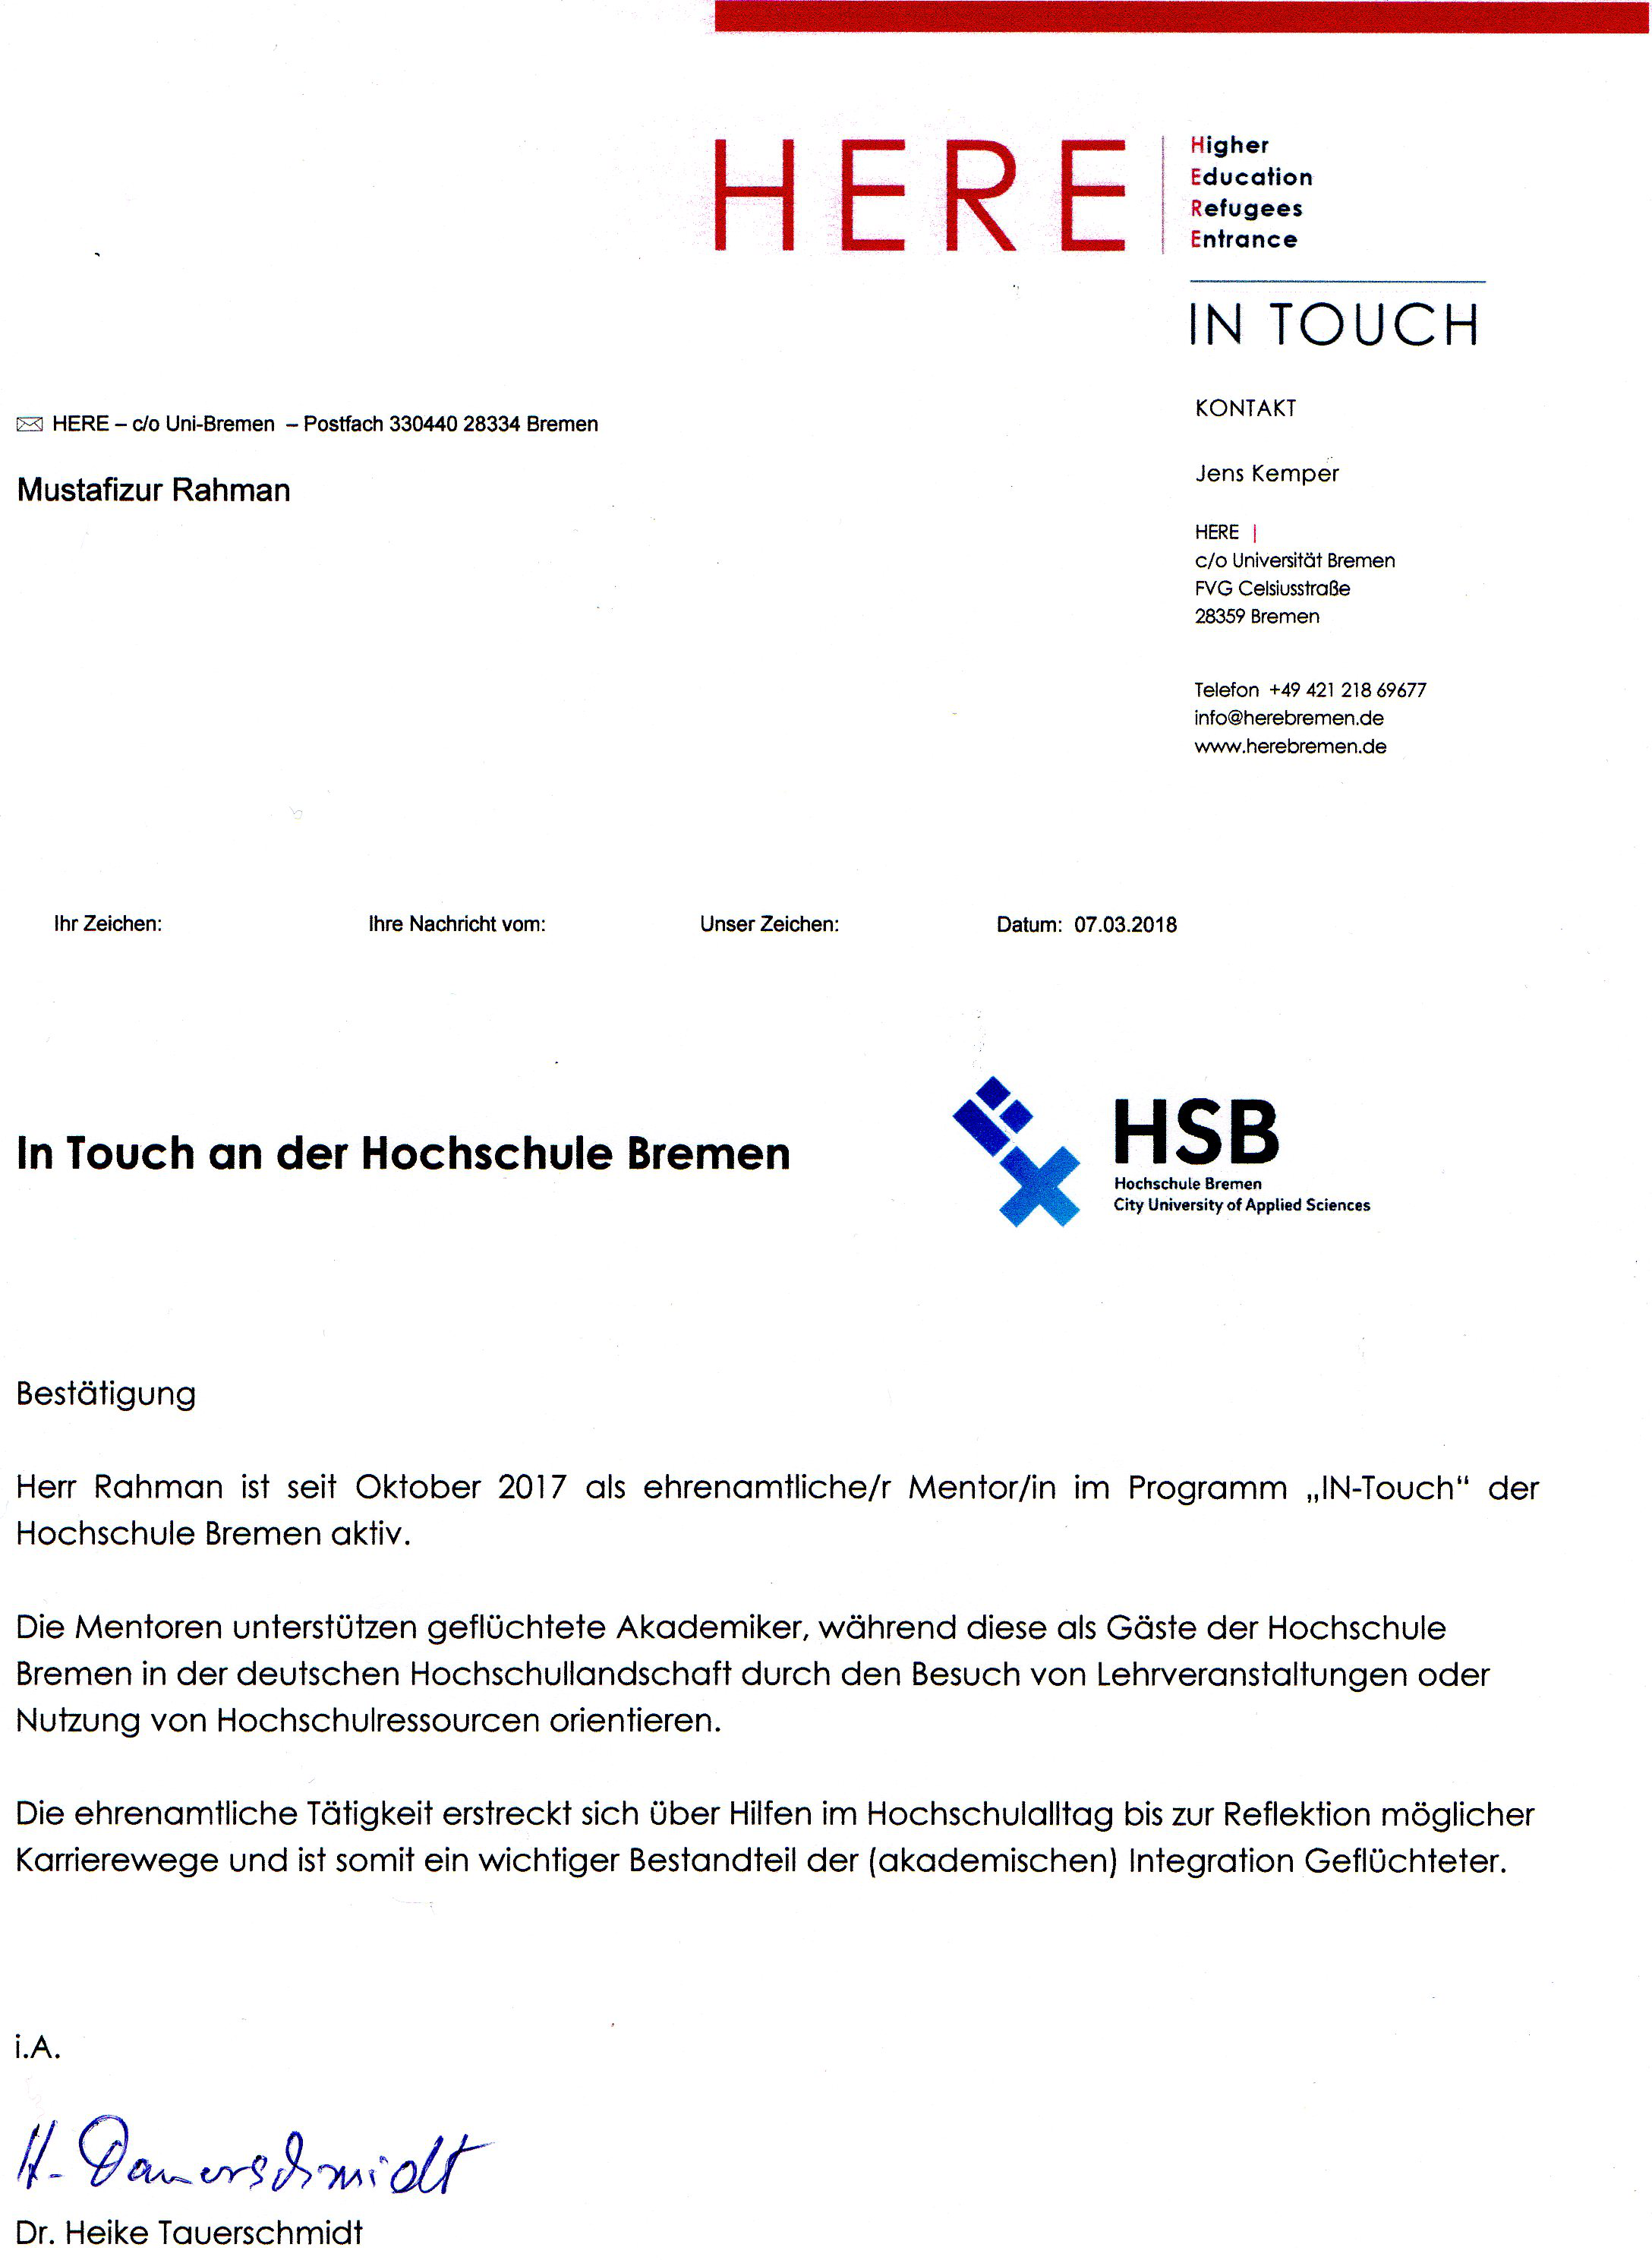 HERE
Higher
Education
Refugees
Entrance
IN TOUCH
HERE – c/o Uni-Bremen – Postfach 330440 28334 Bremen
Mustafizur Rahman
KONTAKT
Jens Kemper
HERE |
c/o Universität Bremen
FVG Celsiusstraße
28359 Bremen
Telefon +49 421 218 69677
info@herebremen.de
www.herebremen.de
Ihr Zeichen: Ihre Nachricht vom: Unser Zeichen: Datum: 07.03.2018
In Touch an der Hochschule Bremen
HSB
Hochschule Bremen
City University of Applied Sciences
Bestätigung
Herr Rahman ist seit Oktober 2017 als ehrenamtliche/r Mentor/in im Programm „IN-Touch“ der
Hochschule Bremen aktiv.
Die Mentoren unterstützen geflüchtete Akademiker, während diese als Gäste der Hochschule
Bremen in der deutschen Hochschullandschaft durch den Besuch von Lehrveranstaltungen oder
Nutzung von Hochschulressourcen orientieren.
Die ehrenamtliche Tätigkeit erstreckt sich über Hilfen im Hochschulalltag bis zur Reflektion möglicher
Karrierewege und ist somit ein wichtiger Bestandteil der (akademischen) Integration Geflüchteter.
i.A.
H. Tauerschmidt
Dr. Heike Tauerschmidt